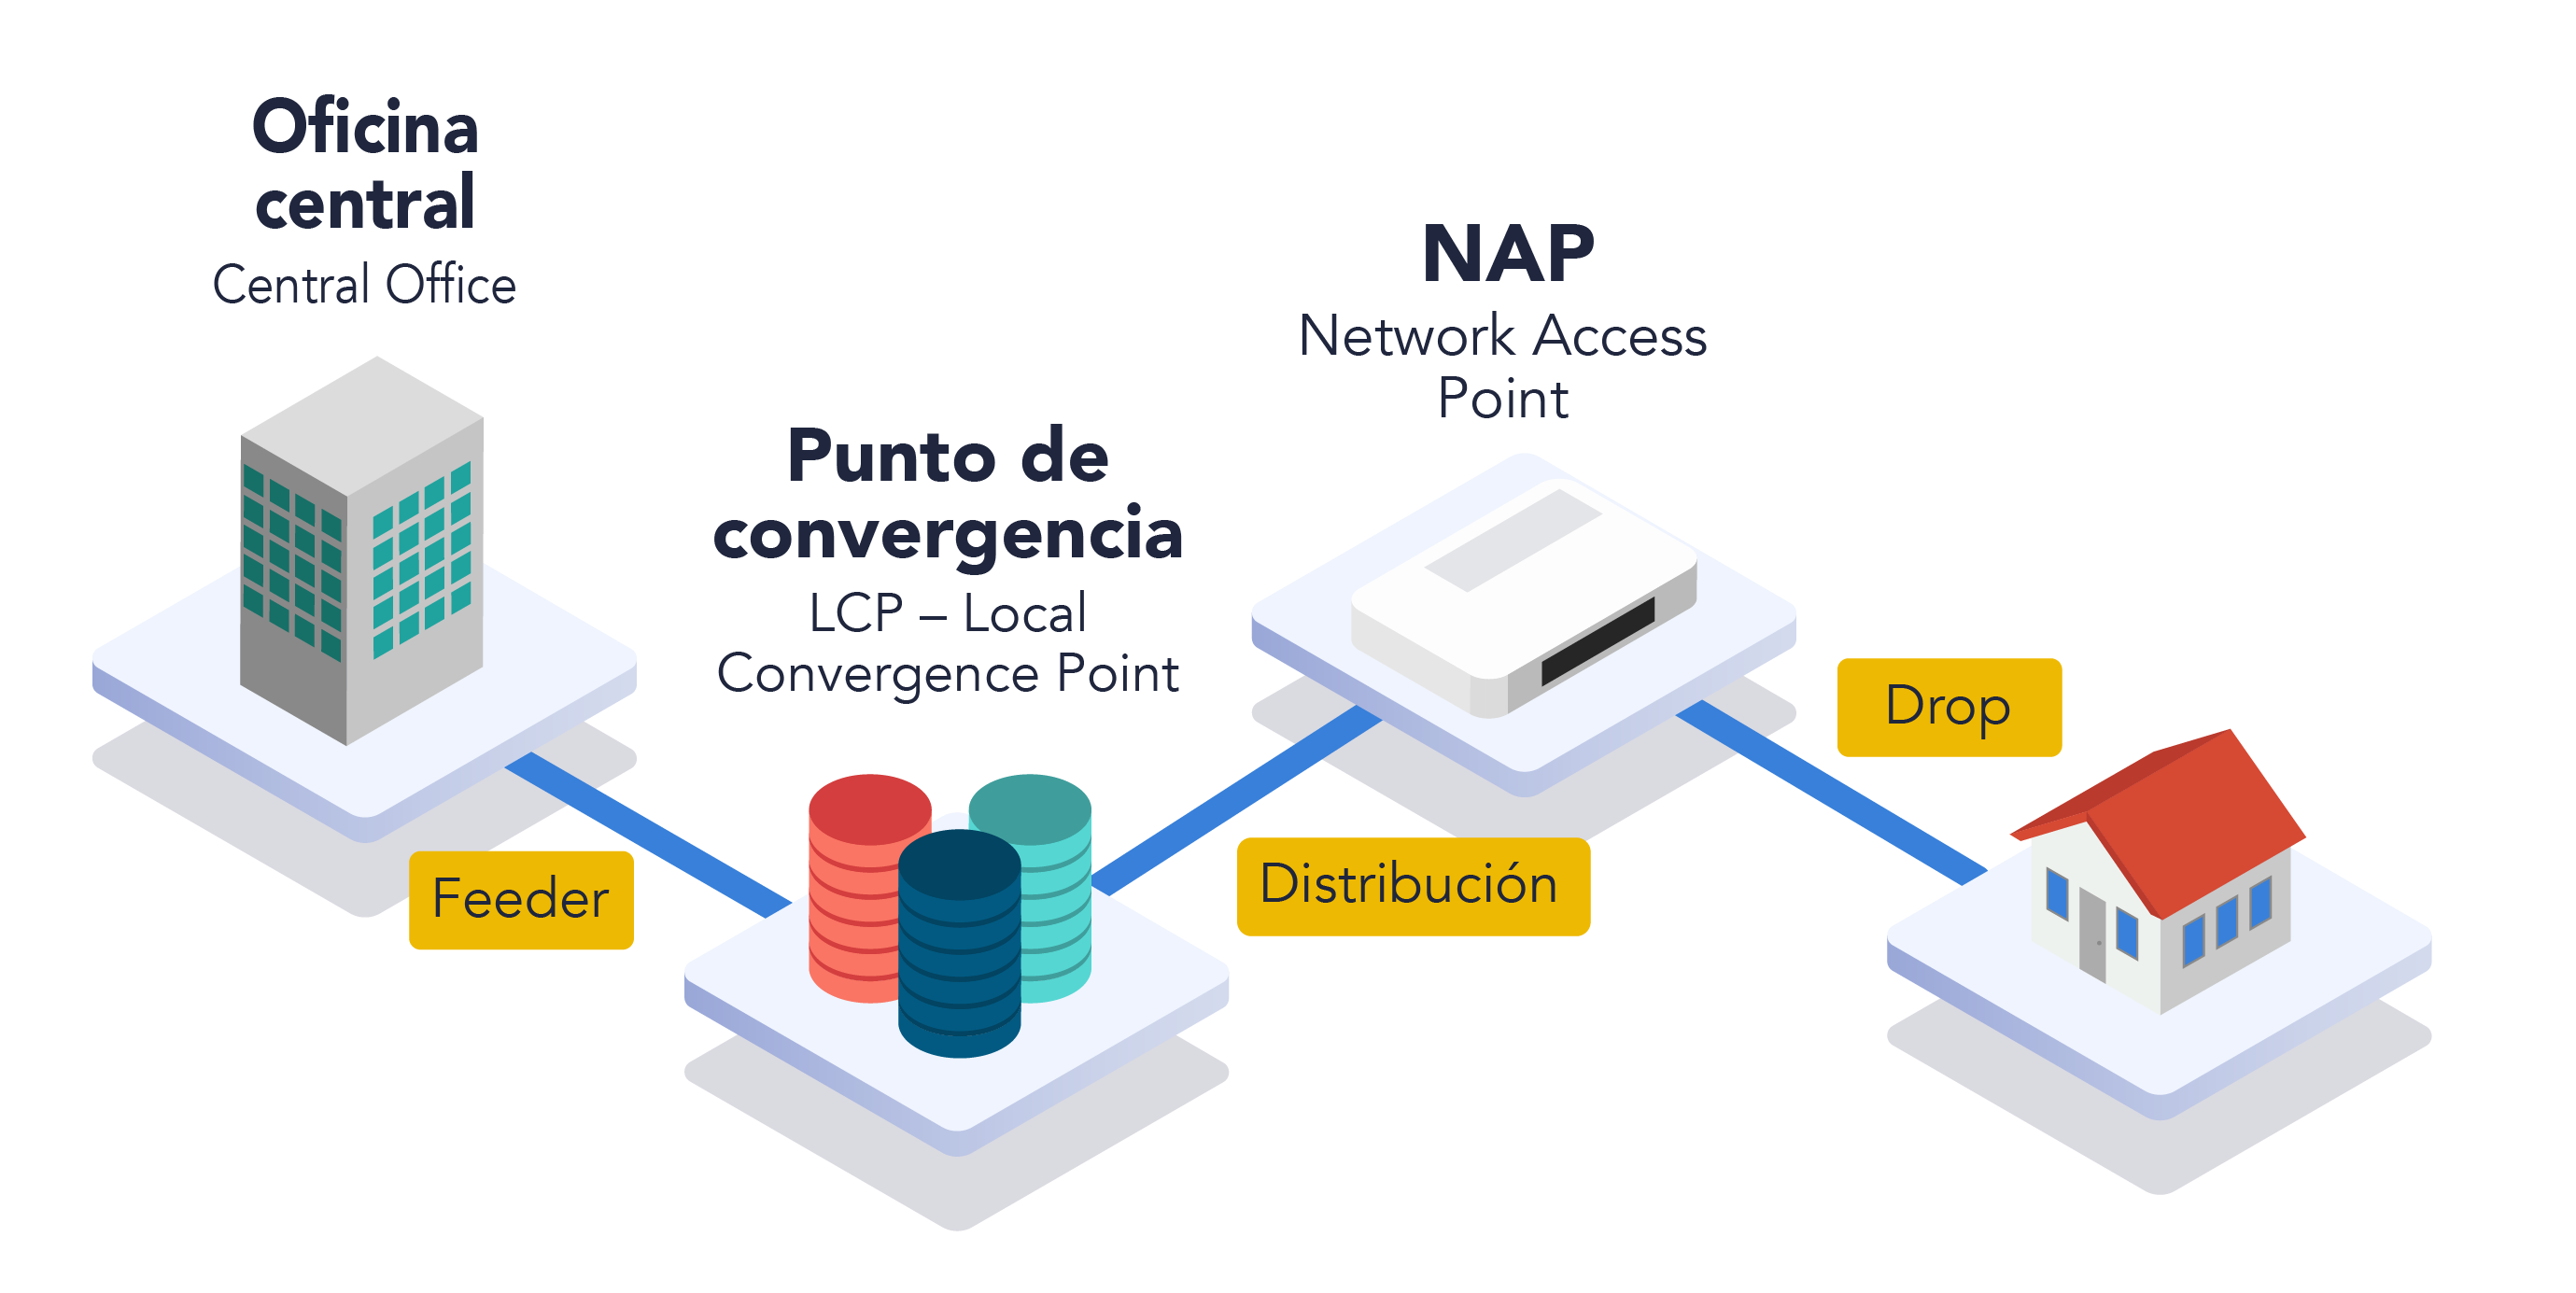 Oficina
central
Central Office
Punto de
convergencia
LCP – Local
Convergence Point
NAP
Network Access
Point
Feeder
Distribución
Drop